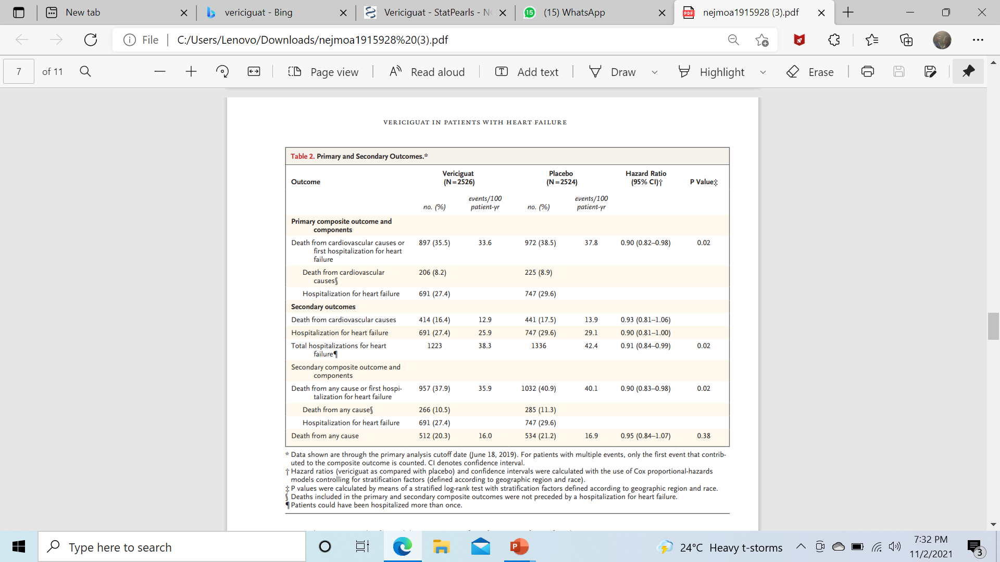 New tab
vericiguat - Bing
Vericiguat - StatPearls - NC
15 (15) WhatsApp
PDF nejmoa1915928 (3).pdf
File C:/Users/Lenovo/Downloads/nejmoa1915928%20(3).pdf
7 of 11 Page view Read aloud Add text Draw Highlight Erase
VERICIGUAT IN PATIENTS WITH HEART FAILURE
Table 2. Primary and Secondary Outcomes.*
Outcome Vericiguat (N=2526) Placebo (N=2524) Hazard Ratio (95% CI)† P Value‡
no. (%) events/100 patient-yr no. (%) events/100 patient-yr
Primary composite outcome and
components
Death from cardiovascular causes or 897 (35.5) 33.6 972 (38.5) 37.8 0.90 (0.82–0.98) 0.02
first hospitalization for heart
failure
Death from cardiovascular 206 (8.2) 225 (8.9)
causes§
Hospitalization for heart failure 691 (27.4) 747 (29.6)
Secondary outcomes
Death from cardiovascular causes 414 (16.4) 12.9 441 (17.5) 13.9 0.93 (0.81–1.06)
Hospitalization for heart failure 691 (27.4) 25.9 747 (29.6) 29.1 0.90 (0.81–1.00)
Total hospitalizations for heart 1223 38.3 1336 42.4 0.91 (0.84–0.99) 0.02
failure¶
Secondary composite outcome and
components
Death from any cause or first hospi- 957 (37.9) 35.9 1032 (40.9) 40.1 0.90 (0.83–0.98) 0.02
talization for heart failure
Death from any cause§ 266 (10.5) 285 (11.3)
Hospitalization for heart failure 691 (27.4) 747 (29.6)
Death from any cause 512 (20.3) 16.0 534 (21.2) 16.9 0.95 (0.84–1.07) 0.38
* Data shown are through the primary analysis cutoff date (June 18, 2019). For patients with multiple events, only the first event that contrib-
uted to the composite outcome is counted. CI denotes confidence interval.
† Hazard ratios (vericiguat as compared with placebo) and confidence intervals were calculated with the use of Cox proportional-hazards
models controlling for stratification factors (defined according to geographic region and race).
‡ P values were calculated by means of a stratified log-rank test with stratification factors defined according to geographic region and race.
§ Deaths included in the primary and secondary composite outcomes were not preceded by a hospitalization for heart failure.
¶ Patients could have been hospitalized more than once.
Type here to search
24°C Heavy t-storms
7:32 PM
11/2/2021
3